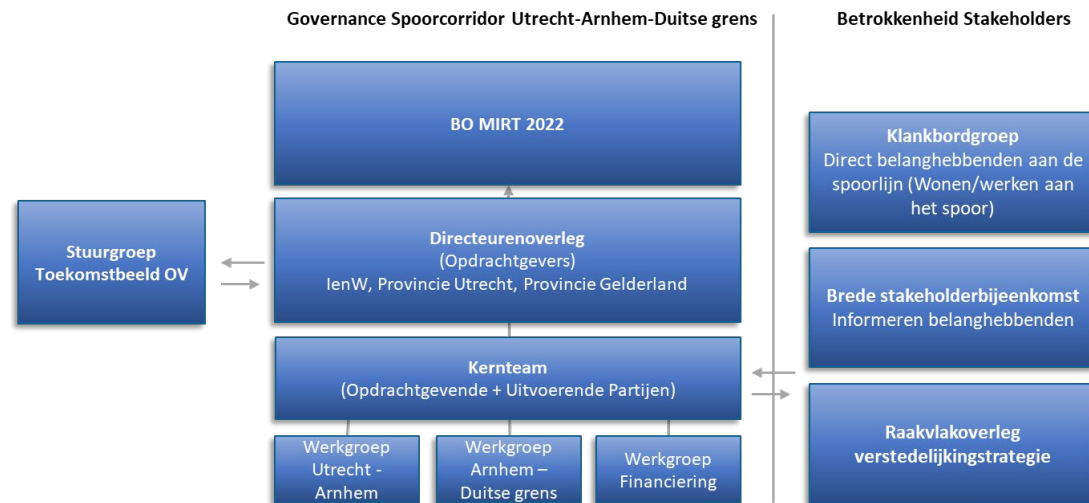 Governance Spoorcorridor Utrecht-Arnhem-Duitse grens
BO MIRT 2022
Stuurgroep
Toekomstbeeld OV
Directeurenoverleg
(Opdrachtgevers)
IenW, Provincie Utrecht, Provincie Gelderland
Kernteam
(Opdrachtgevende + Uitvoerende Partijen)
Werkgroep
Utrecht -
Arnhem
Werkgroep
Arnhem –
Duitse grens
Werkgroep
Financiering
Betrokkenheid Stakeholders
Klankbordgroep
Direct belanghebbenden aan de
spoorlijn (Wonen/werken aan
het spoor)
Brede stakeholderbijeenkomst
Informeren belanghebbenden
Raakvlakoverleg
verstedelijkingstrategie